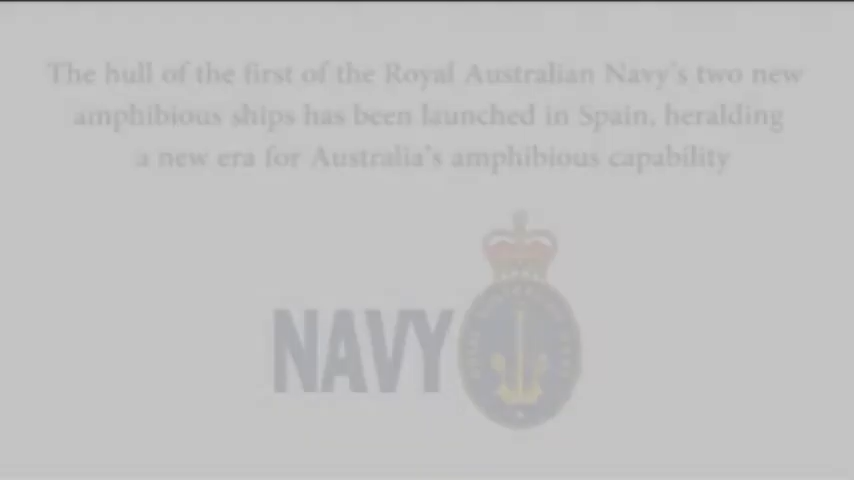 The hull of the first of the Royal Australian Navy's two new
amphibious ships has been launched in Spain, heralding
a new era for Australia's amphibious capability
NAVY